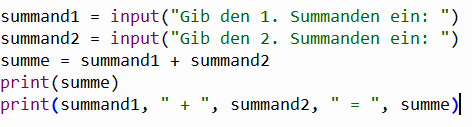 summand1 = input("Gib den 1. Summanden ein: ")
summand2 = input("Gib den 2. Summanden ein: ")
summe = summand1 + summand2
print(summe)
print(summand1, " + ", summand2, " = ", summe)